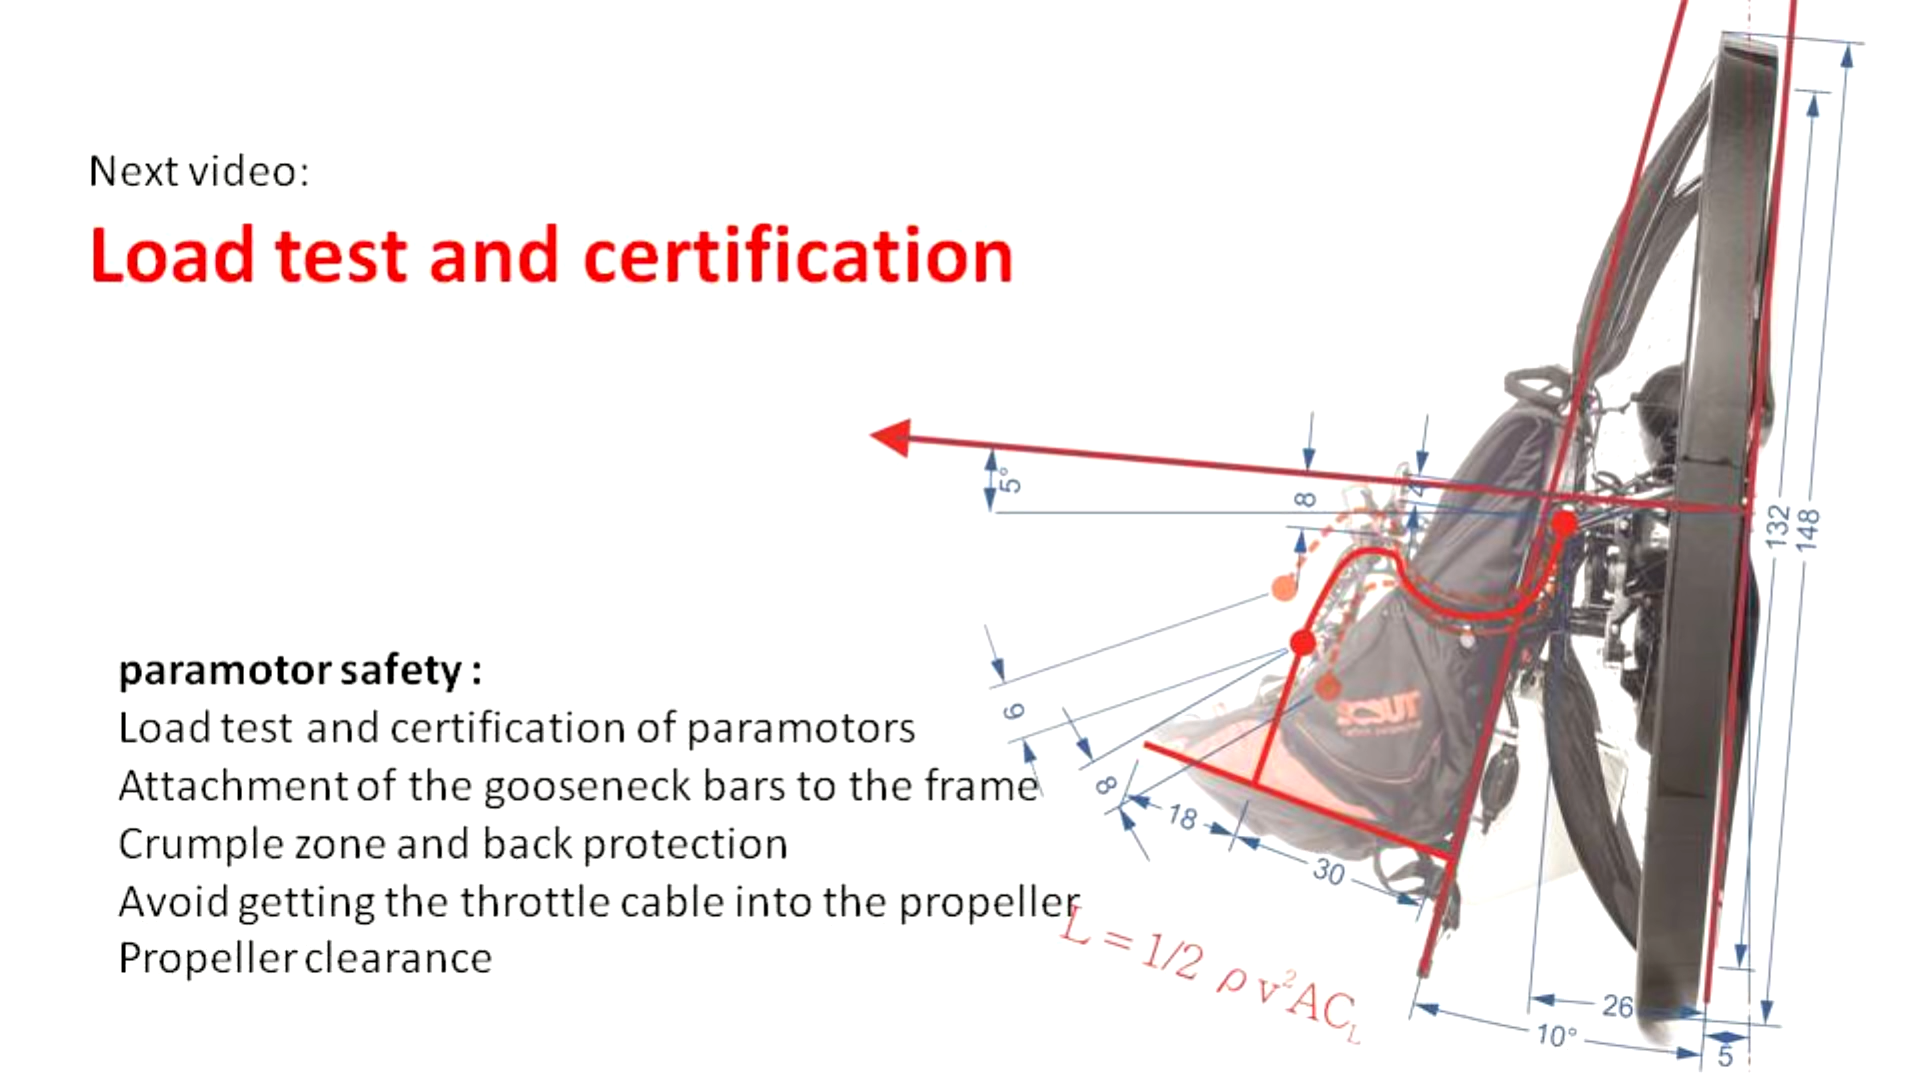 Next video:
Load test and certification
paramotor safety :
Load test and certification of paramotors
Attachment of the gooseneck bars to the frame
Crumple zone and back protection
Avoid getting the throttle cable into the propeller
Propeller clearance
5°
8
4
132
148
6
8
18
30
SCOUT
L = 1/2 ρ v²AC_L
26
10°
5